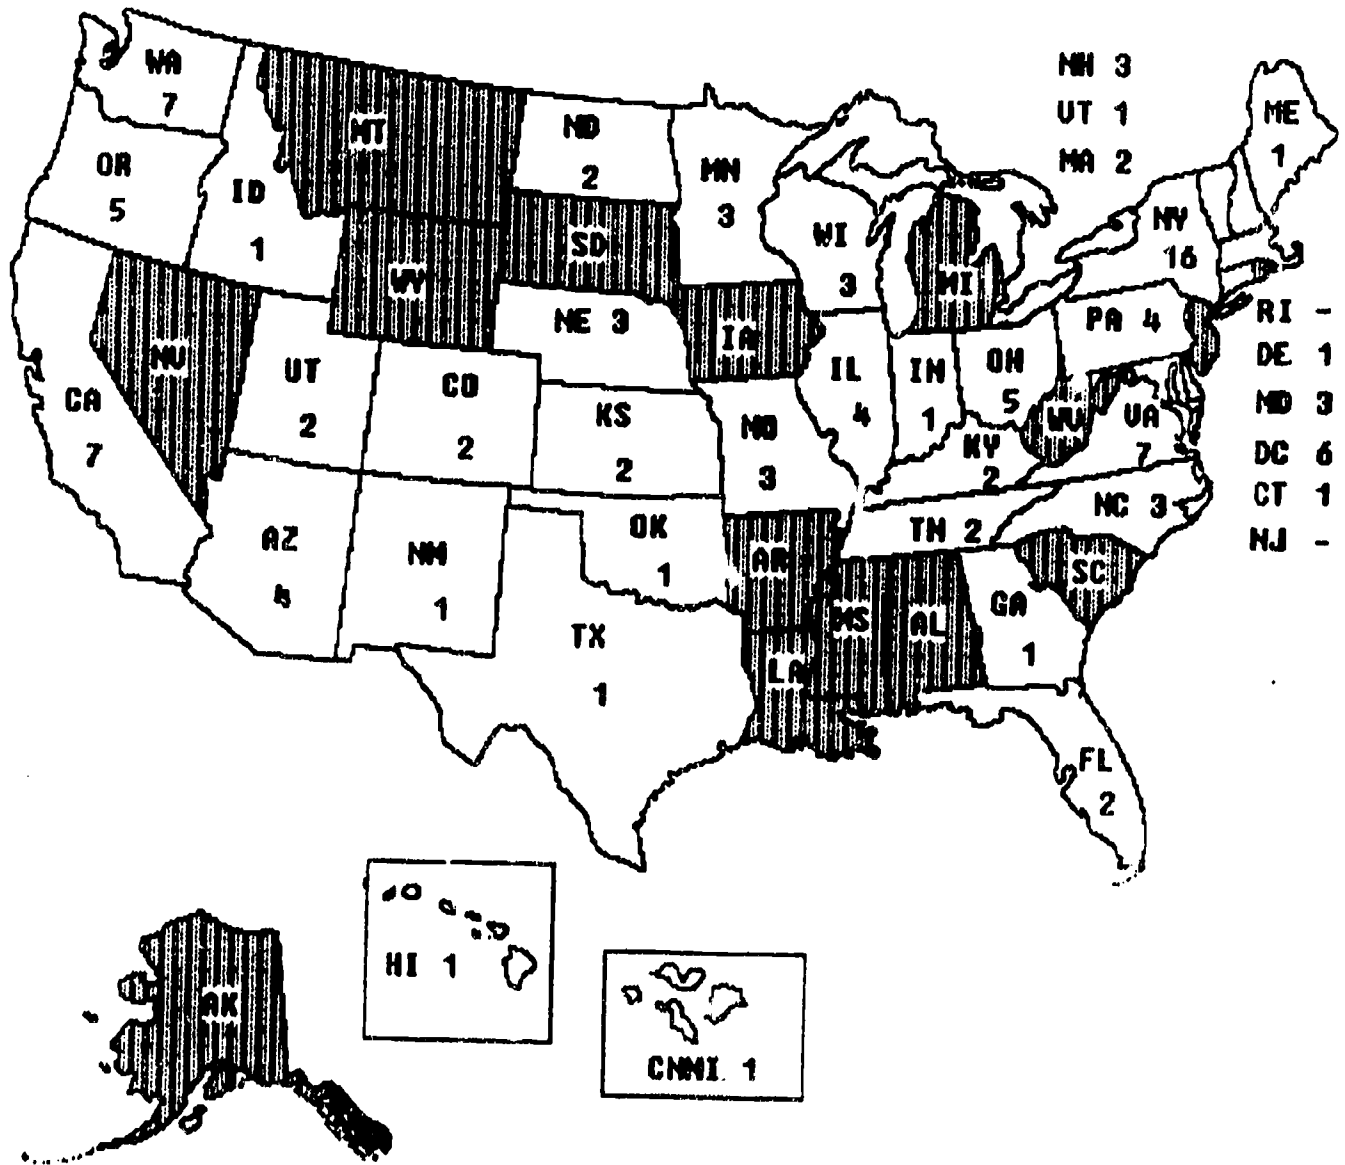 WA
7
OR
5
ID
1
MT
ND
2
MN
3
SD
WY
WI
3
MI
NH 3
VT 1
MA 2
ME
1
NY
16
NV
CA
7
UT
2
CO
2
NE 3
IA
KS
2
MO
3
IL
4
IN
1
OH
5
PA 4
WV
VA
7
KY
2
RI -
DE 1
MD 3
DC 6
CT 1
NJ -
AZ
4
NM
1
OK
1
TX
1
AR
LA
MS
AL
TN 2
NC 3
SC
GA
1
FL
2
AK
HI 1
CNMI 1